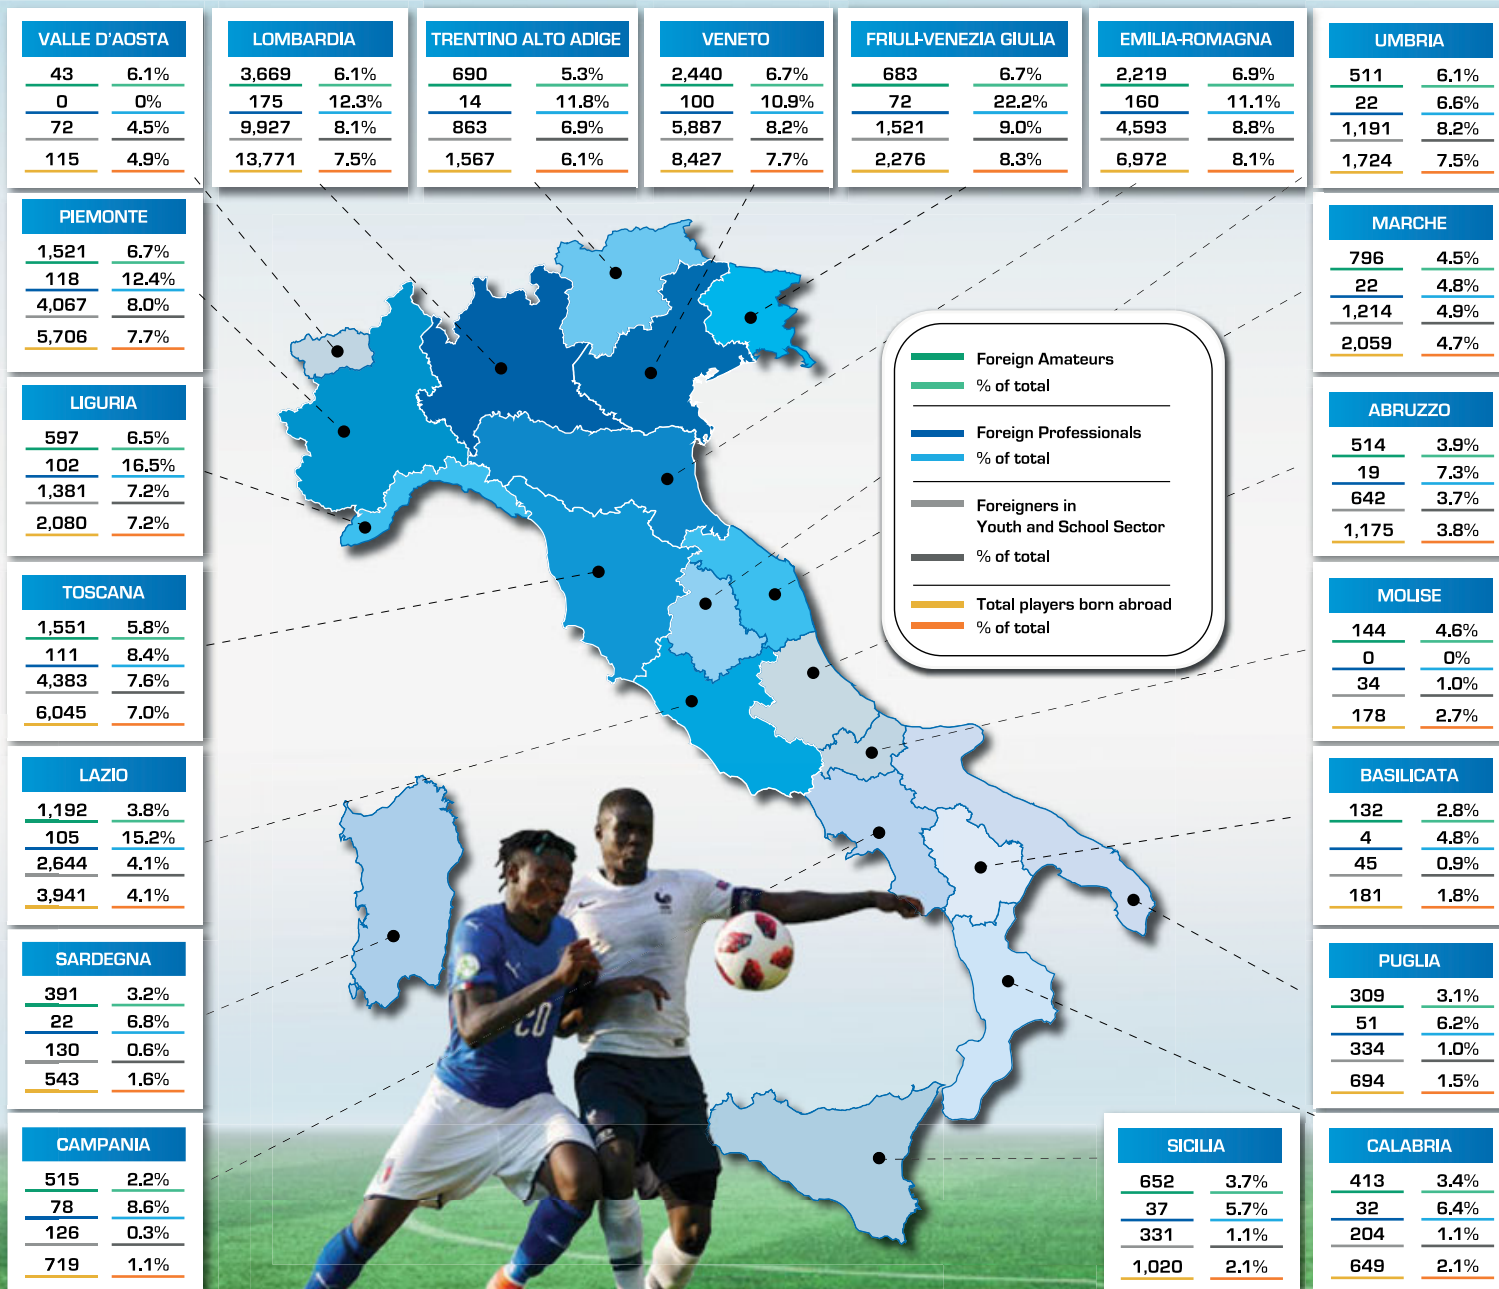 VALLE D'AOSTA
43 6.1%
0 0%
72 4.5%
115 4.9%
LOMBARDIA
3,669 6.1%
175 12.3%
9,927 8.1%
13,771 7.5%
TRENTINO ALTO ADIGE
690 5.3%
14 11.8%
863 6.9%
1,567 6.1%
VENETO
2,440 6.7%
100 10.9%
5,887 8.2%
8,427 7.7%
FRIULI-VENEZIA GIULIA
683 6.7%
72 22.2%
1,521 9.0%
2,276 8.3%
EMILIA-ROMAGNA
2,219 6.9%
160 11.1%
4,593 8.8%
6,972 8.1%
UMBRIA
511 6.1%
22 6.6%
1,191 8.2%
1,724 7.5%
PIEMONTE
1,521 6.7%
118 12.4%
4,067 8.0%
5,706 7.7%
MARCHE
796 4.5%
22 4.8%
1,214 4.9%
2,059 4.7%
LIGURIA
597 6.5%
102 16.5%
1,381 7.2%
2,080 7.2%
Foreign Amateurs
% of total
Foreign Professionals
% of total
Foreigners in
Youth and School Sector
% of total
Total players born abroad
% of total
ABRUZZO
514 3.9%
19 7.3%
642 3.7%
1,175 3.8%
TOSCANA
1,551 5.8%
111 8.4%
4,383 7.6%
6,045 7.0%
MOLISE
144 4.6%
0 0%
34 1.0%
178 2.7%
LAZIO
1,192 3.8%
105 15.2%
2,644 4.1%
3,941 4.1%
BASILICATA
132 2.8%
4 4.8%
45 0.9%
181 1.8%
SARDEGNA
391 3.2%
22 6.8%
130 0.6%
543 1.6%
20
PUGLIA
309 3.1%
51 6.2%
334 1.0%
694 1.5%
CAMPANIA
515 2.2%
78 8.6%
126 0.3%
719 1.1%
SICILIA
652 3.7%
37 5.7%
331 1.1%
1,020 2.1%
CALABRIA
413 3.4%
32 6.4%
204 1.1%
649 2.1%